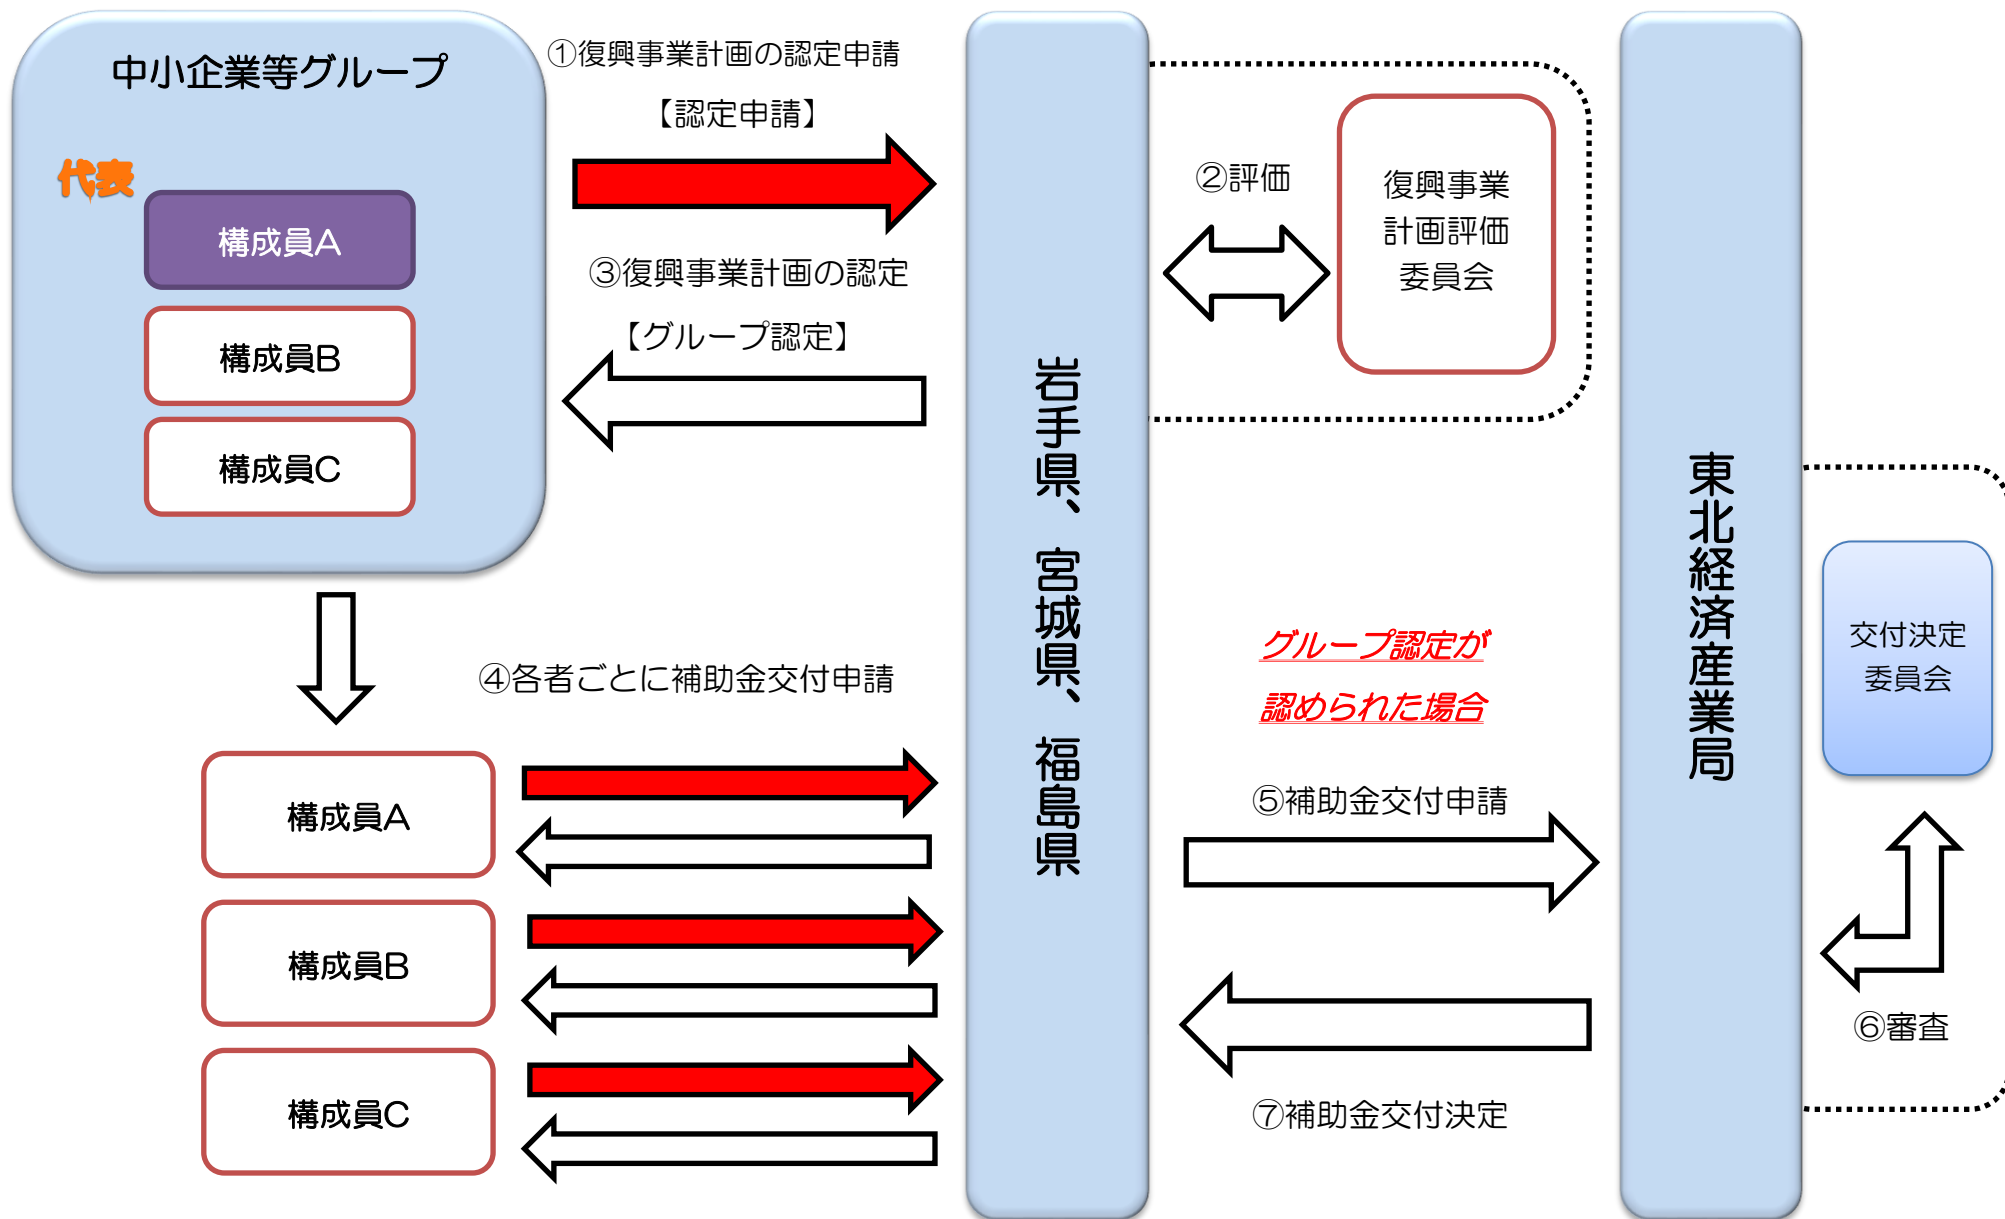 中小企業等グループ
代表
構成員A
構成員B
構成員C
①復興事業計画の認定申請
【認定申請】
③復興事業計画の認定
【グループ認定】
②評価
復興事業
計画評価
委員会
岩手県、宮城県、福島県
東北経済産業局
交付決定
委員会
④各者ごとに補助金交付申請
グループ認定が
認められた場合
⑤補助金交付申請
⑥審査
⑦補助金交付決定
構成員A
構成員B
構成員C